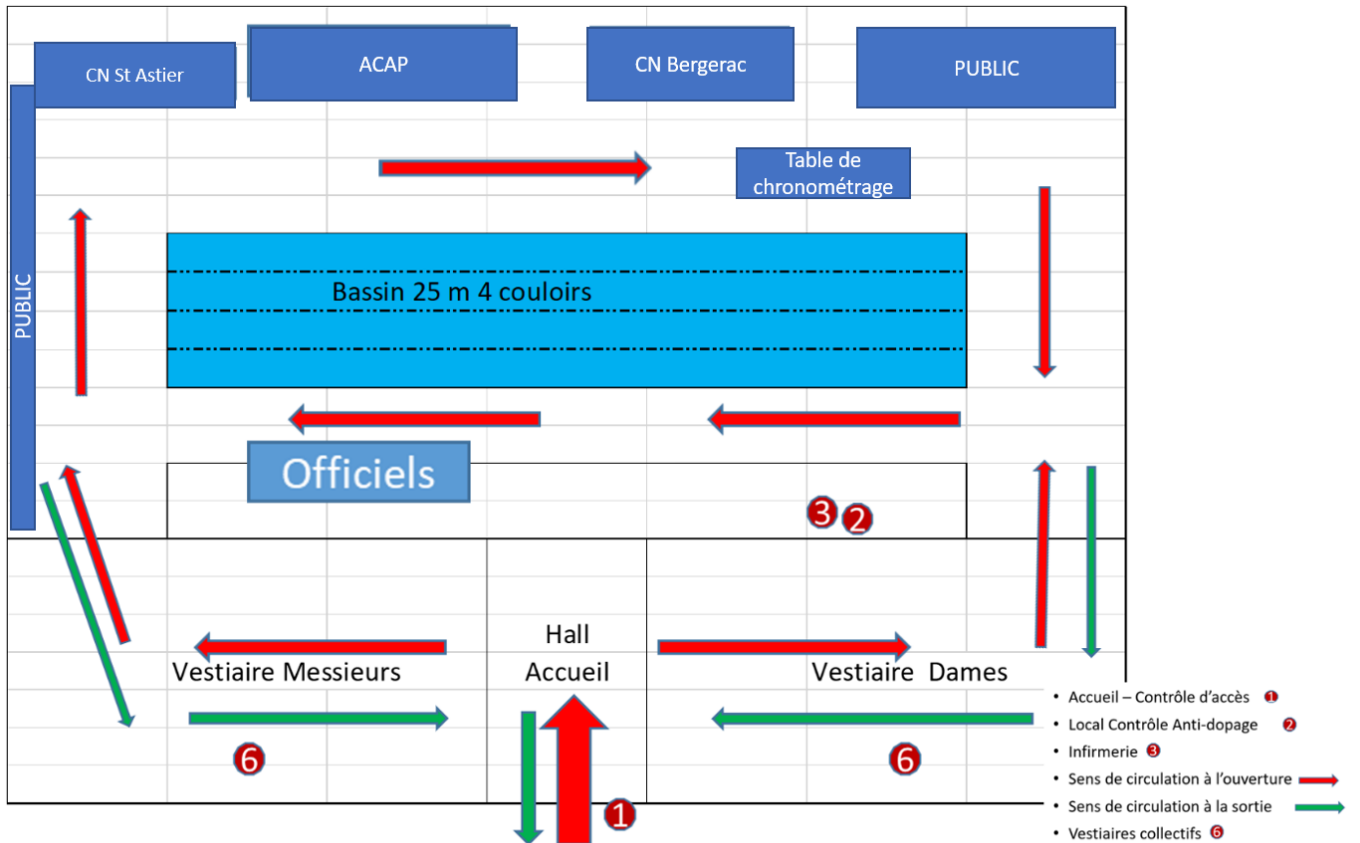 CN St Astier
ACAP
CN Bergerac
PUBLIC
Table de
chronométrage
PUBLIC
Bassin 25 m 4 couloirs
Officiels
3
2
Hall
Accueil
Vestiaire Messieurs
Vestiaire Dames
6
6
1
• Accueil – Contrôle d'accès 1
• Local Contrôle Anti-dopage 2
• Infirmerie 3
• Sens de circulation à l'ouverture
• Sens de circulation à la sortie
• Vestiaires collectifs 6